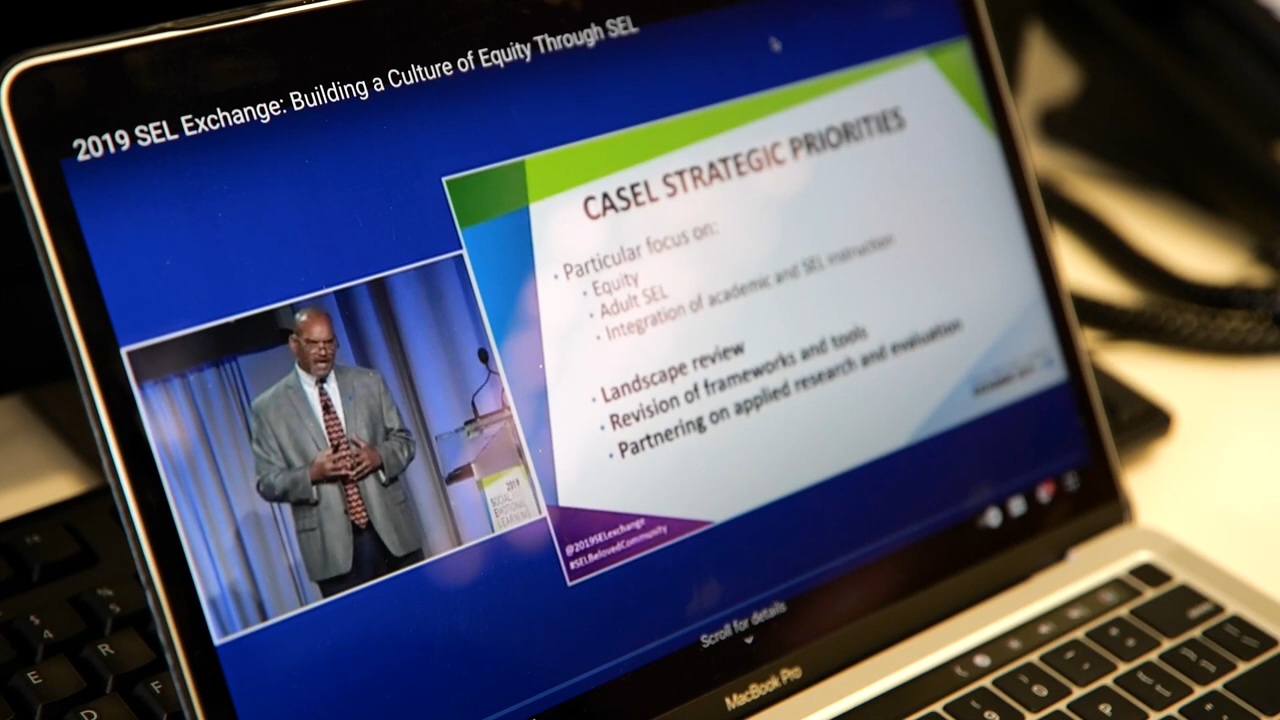 2019 SEL Exchange: Building a Culture of Equity Through SEL
CASEL STRATEGIC PRIORITIES
• Particular focus on:
• Equity
• Adult SEL
• Integration of academic and SEL instruction
• Landscape review
• Revision of frameworks and tools
• Partnering on applied research and evaluation
2019
SOCIAL
EMOTIONAL
LEARNING
@2019SELexchange
#SELBelovedCommunity
Scroll for details
MacBook Pro
4
R
E
F
D
P